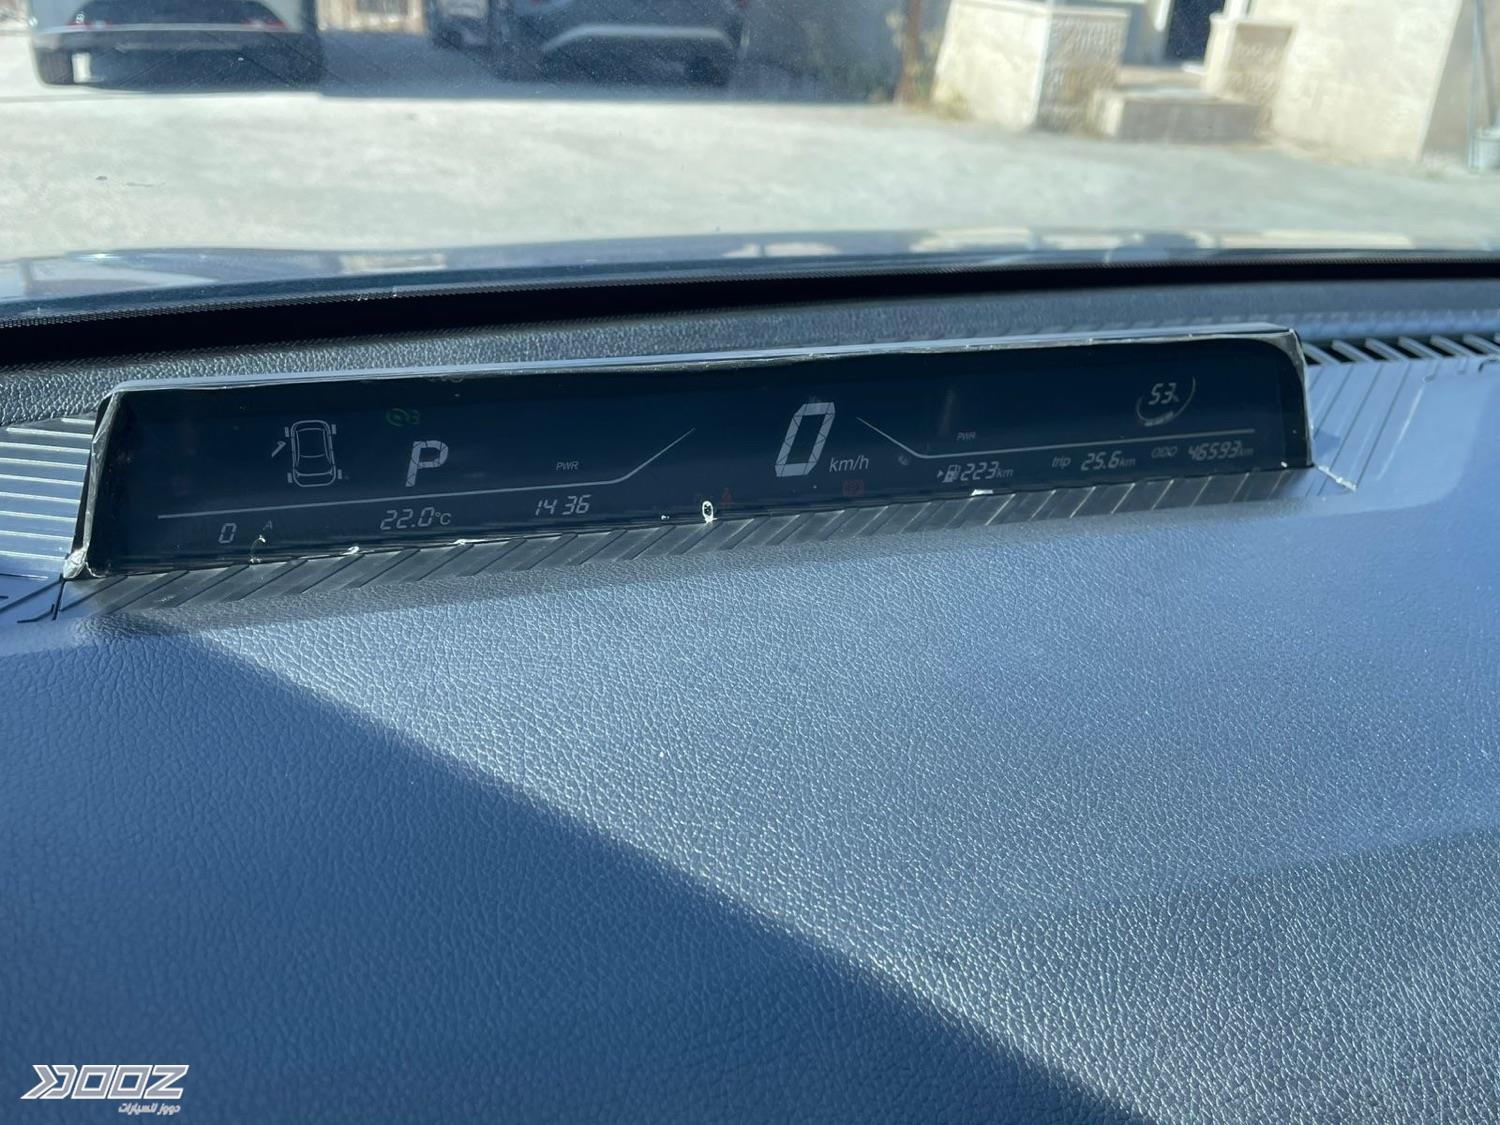 53%
P
PWR
0 km/h
PWR
0 A
22.0°C
14 36
223km
trip 25.6km
ODO 46593km
DOOZ
دووز للسيارات